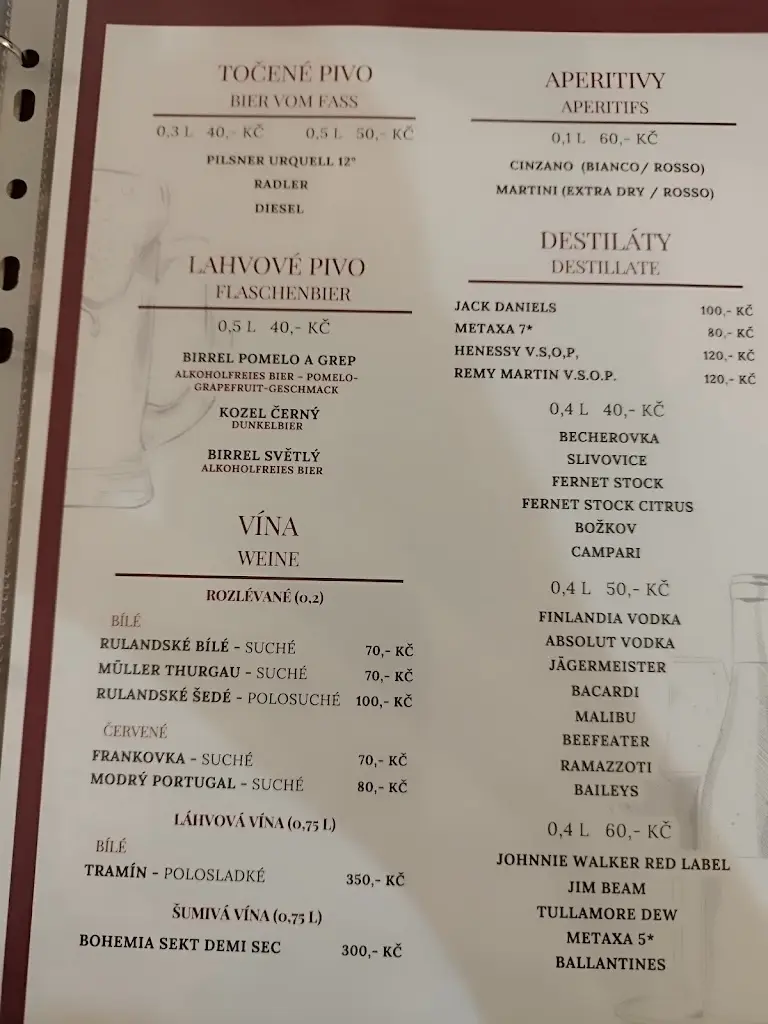 TOČENÉ PIVO
BIER VOM FASS
0,3 L 40,- KČ 0,5 L 50,- KČ
PILSNER URQUELL 12°
RADLER
DIESEL
LAHVOVÉ PIVO
FLASCHENBIER
0,5 L 40,- KČ
BIRREL POMELO A GREP
ALKOHOLFREIES BIER - POMELO-
GRAPEFRUIT-GESCHMACK
KOZEL ČERNÝ
DUNKELBIER
BIRREL SVĚTLÝ
ALKOHOLFREIES BIER
VÍNA
WEINE
ROZLÉVANÉ (0,2)
BÍLÉ
RULANDSKÉ BÍLÉ - SUCHÉ 70,- KČ
MÜLLER THURGAU - SUCHÉ 70,- KČ
RULANDSKÉ ŠEDÉ - POLOSUCHÉ 100,- KČ
ČERVENÉ
FRANKOVKA - SUCHÉ 70,- KČ
MODRÝ PORTUGAL - SUCHÉ 80,- KČ
LÁHVOVÁ VÍNA (0,75 L)
BÍLÉ
TRAMÍN - POLOSLADKÉ 350,- KČ
ŠUMIVÁ VÍNA (0,75 L)
BOHEMIA SEKT DEMI SEC 300,- KČ
APERITIVY
APERITIFS
0,1 L 60,- KČ
CINZANO (BIANCO/ ROSSO)
MARTINI (EXTRA DRY / ROSSO)
DESTILÁTY
DESTILLATE
JACK DANIELS 100,- KČ
METAXA 7* 80,- KČ
HENESSY V.S,O,P, 120,- KČ
REMY MARTIN V.S.O.P. 120,- KČ
0,4 L 40,- KČ
BECHEROVKA
SLIVOVICE
FERNET STOCK
FERNET STOCK CITRUS
BOŽKOV
CAMPARI
0,4 L 50,- KČ
FINLANDIA VODKA
ABSOLUT VODKA
JÄGERMEISTER
BACARDI
MALIBU
BEEFEATER
RAMAZZOTI
BAILEYS
0,4 L 60,- KČ
JOHNNIE WALKER RED LABEL
JIM BEAM
TULLAMORE DEW
METAXA 5*
BALLANTINES